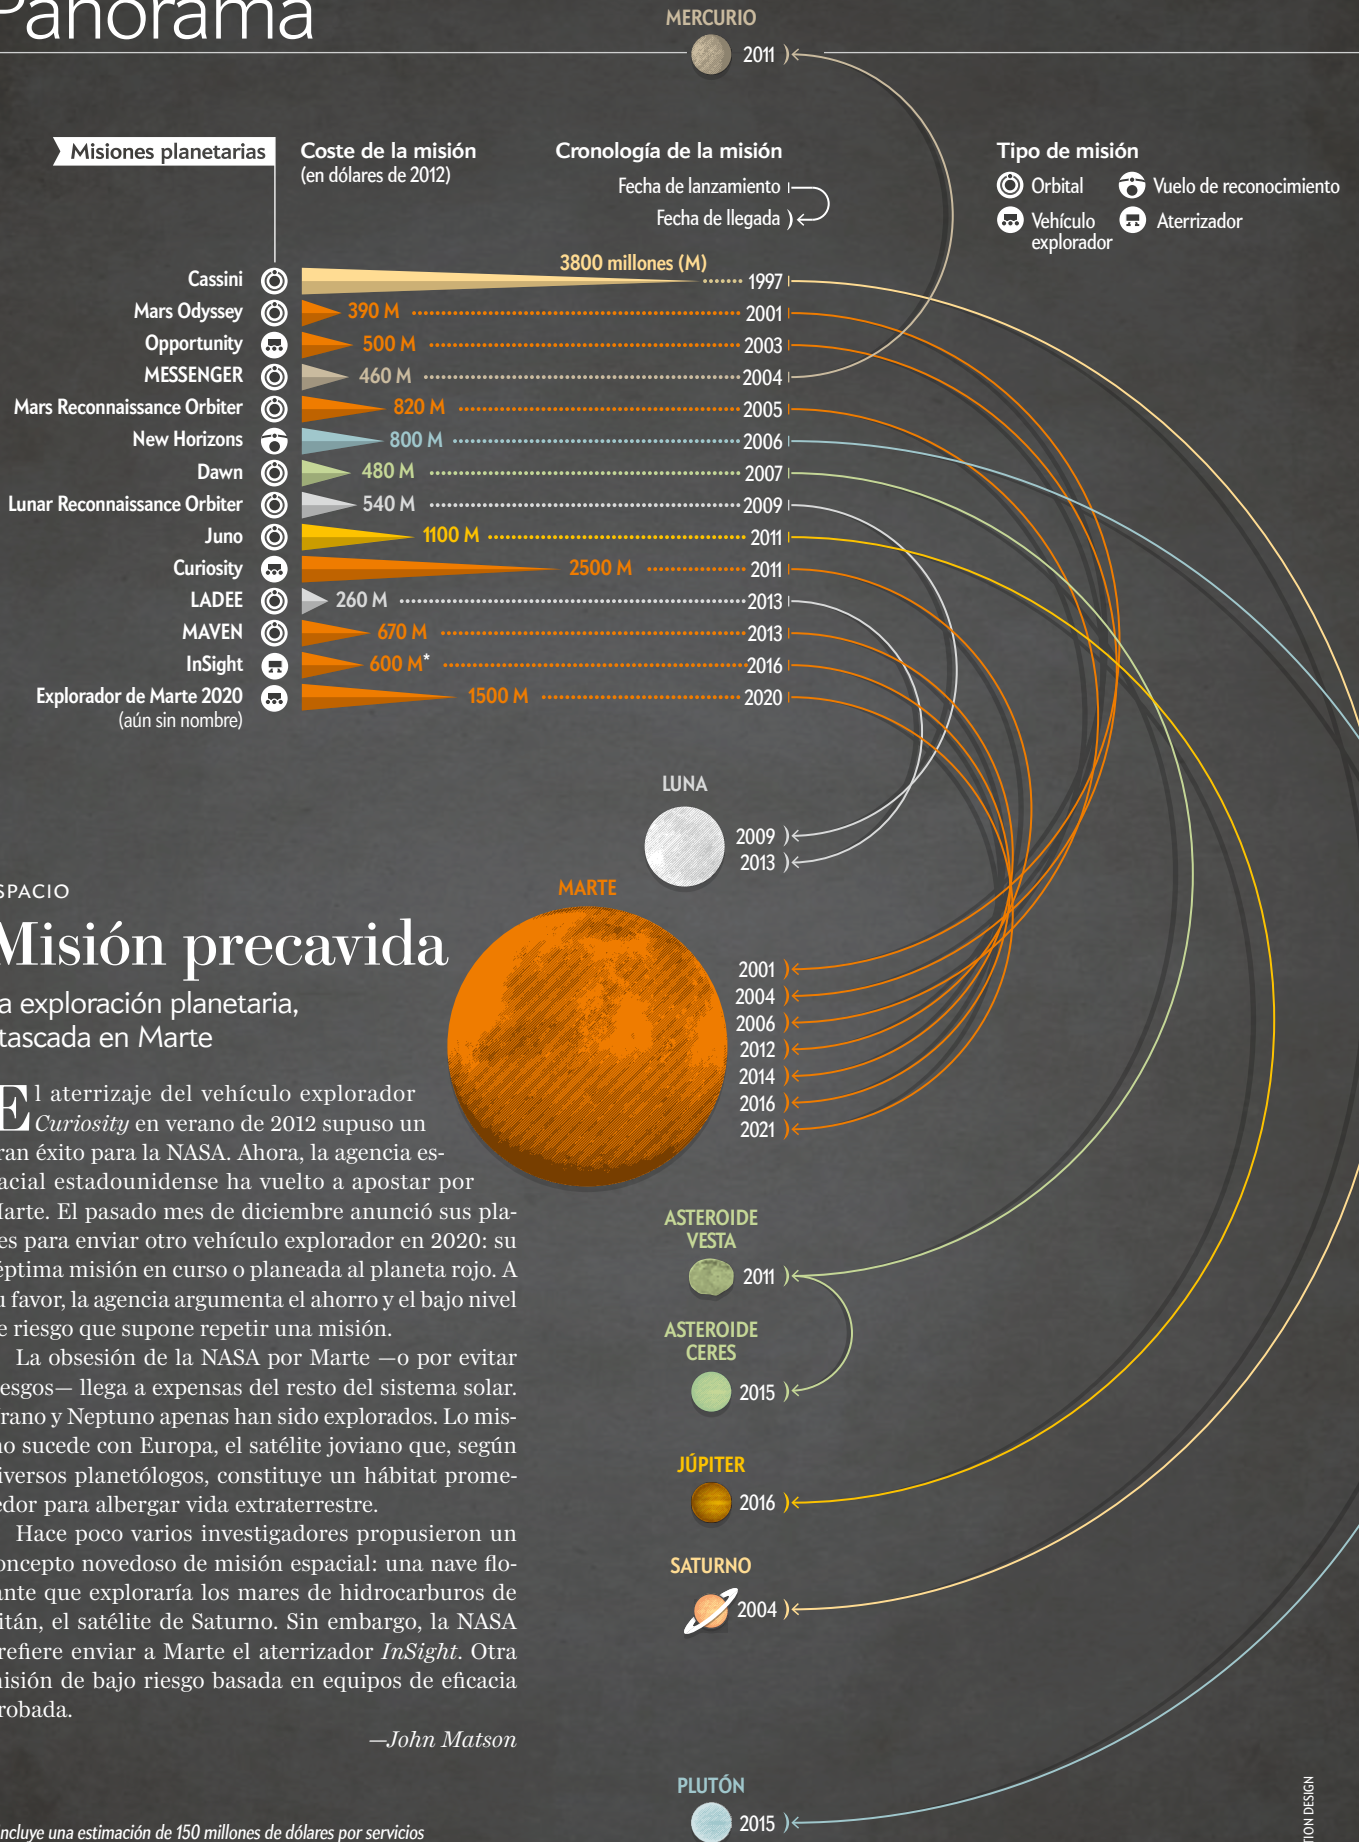 Panorama
MERCURIO
2011
Misiones planetarias
Coste de la misión
(en dólares de 2012)
Cronología de la misión
Fecha de lanzamiento
Fecha de llegada
Tipo de misión
Orbital
Vuelo de reconocimiento
Vehículo
explorador
Aterrizador
Cassini 3800 millones (M) 1997
Mars Odyssey 390 M 2001
Opportunity 500 M 2003
MESSENGER 460 M 2004
Mars Reconnaissance Orbiter 820 M 2005
New Horizons 800 M 2006
Dawn 480 M 2007
Lunar Reconnaissance Orbiter 540 M 2009
Juno 1100 M 2011
Curiosity 2500 M 2011
LADEE 260 M 2013
MAVEN 670 M 2013
InSight 600 M* 2016
Explorador de Marte 2020 1500 M 2020
(aún sin nombre)
LUNA
2009
2013
MARTE
2001
2004
2006
2012
2014
2016
2021
ASTEROIDE
VESTA
2011
ASTEROIDE
CERES
2015
JÚPITER
2016
SATURNO
2004
PLUTÓN
2015
SPACIO
Misión precavida
a exploración planetaria,
tascada en Marte
El aterrizaje del vehículo explorador
Curiosity en verano de 2012 supuso un
ran éxito para la NASA. Ahora, la agencia es-
acial estadounidense ha vuelto a apostar por
Marte. El pasado mes de diciembre anunció sus pla-
es para enviar otro vehículo explorador en 2020: su
éptima misión en curso o planeada al planeta rojo. A
u favor, la agencia argumenta el ahorro y el bajo nivel
e riesgo que supone repetir una misión.
La obsesión de la NASA por Marte —o por evitar
esgos— llega a expensas del resto del sistema solar.
rano y Neptuno apenas han sido explorados. Lo mis-
mo sucede con Europa, el satélite joviano que, según
iversos planetólogos, constituye un hábitat prome-
edor para albergar vida extraterrestre.
Hace poco varios investigadores propusieron un
oncepto novedoso de misión espacial: una nave flo-
ante que exploraría los mares de hidrocarburos de
itán, el satélite de Saturno. Sin embargo, la NASA
refiere enviar a Marte el aterrizador InSight. Otra
isión de bajo riesgo basada en equipos de eficacia
robada.
—John Matson
ncluye una estimación de 150 millones de dólares por servicios
TION DESIGN